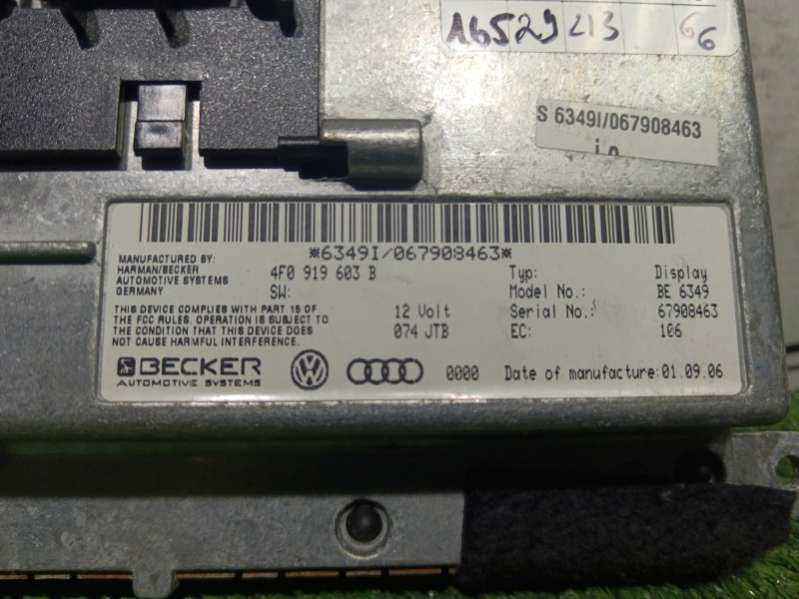 16529 213 66
S 6349I/067908463
*6349I/067908463*
MANUFACTURED BY:
HARMAN/BECKER
AUTOMOTIVE SYSTEMS
GERMANY
4F0 919 603 B
SW:
Typ: Display
Model No.: BE 6349
12 Volt Serial No.: 67908463
074 JTB EC: 106
THIS DEVICE COMPLIES WITH PART 15 OF
THE FCC RULES. OPERATION IS SUBJECT TO
THE CONDITION THAT THIS DEVICE DOES
NOT CAUSE HARMFUL INTERFERENCE.
BECKER
AUTOMOTIVE SYSTEMS
0000 Date of manufacture:01.09.06